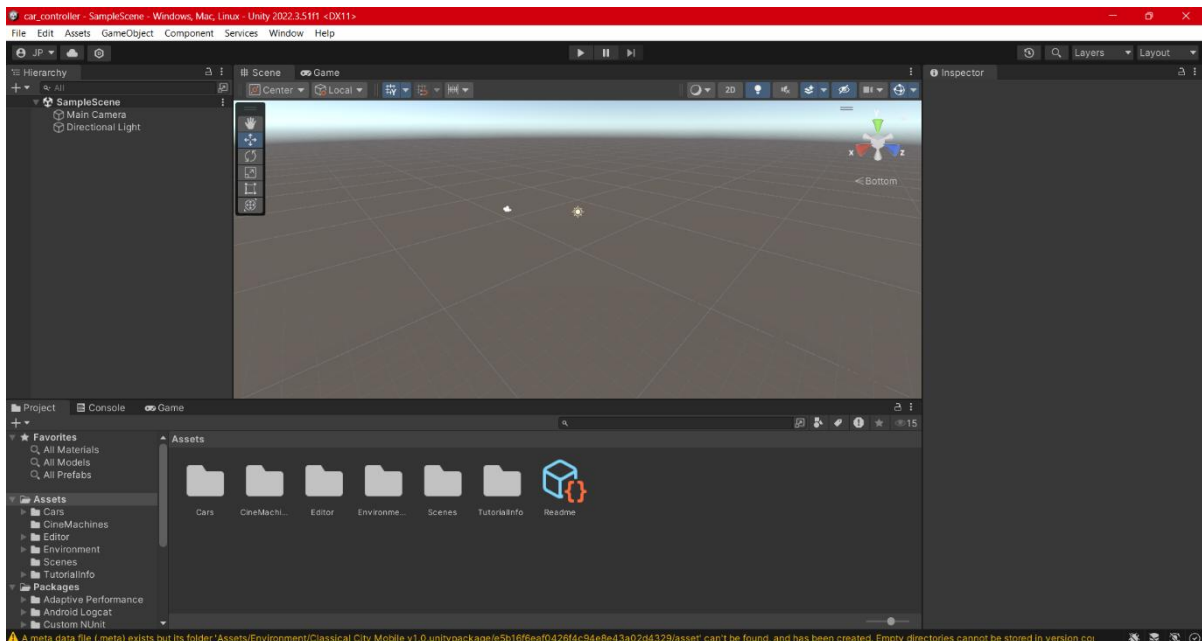 car_controller - SampleScene - Windows, Mac, Linux - Unity 2022.3.51f1 <DX11>
File Edit Assets GameObject Component Services Window Help
JP Layers Layout
Hierarchy
All
SampleScene
Main Camera
Directional Light
Scene Game
Center Local 2D
x z
Bottom
Inspector
Project Console Game
15
Favorites
All Materials
All Models
All Prefabs
Assets
Cars
CineMachines
Editor
Environment
Scenes
TutorialInfo
Packages
Adaptive Performance
Android Logcat
Custom NUnit
Assets
Cars CineMachi... Editor Environme... Scenes TutorialInfo Readme
A meta data file (.meta) exists but its folder 'Assets/Environment/Classical City Mobile v1.0.unitypackage/e5b16f6eaf0426f4c94e8e43a02d4329/asset' can't be found, and has been created. Empty directories cannot be stored in version